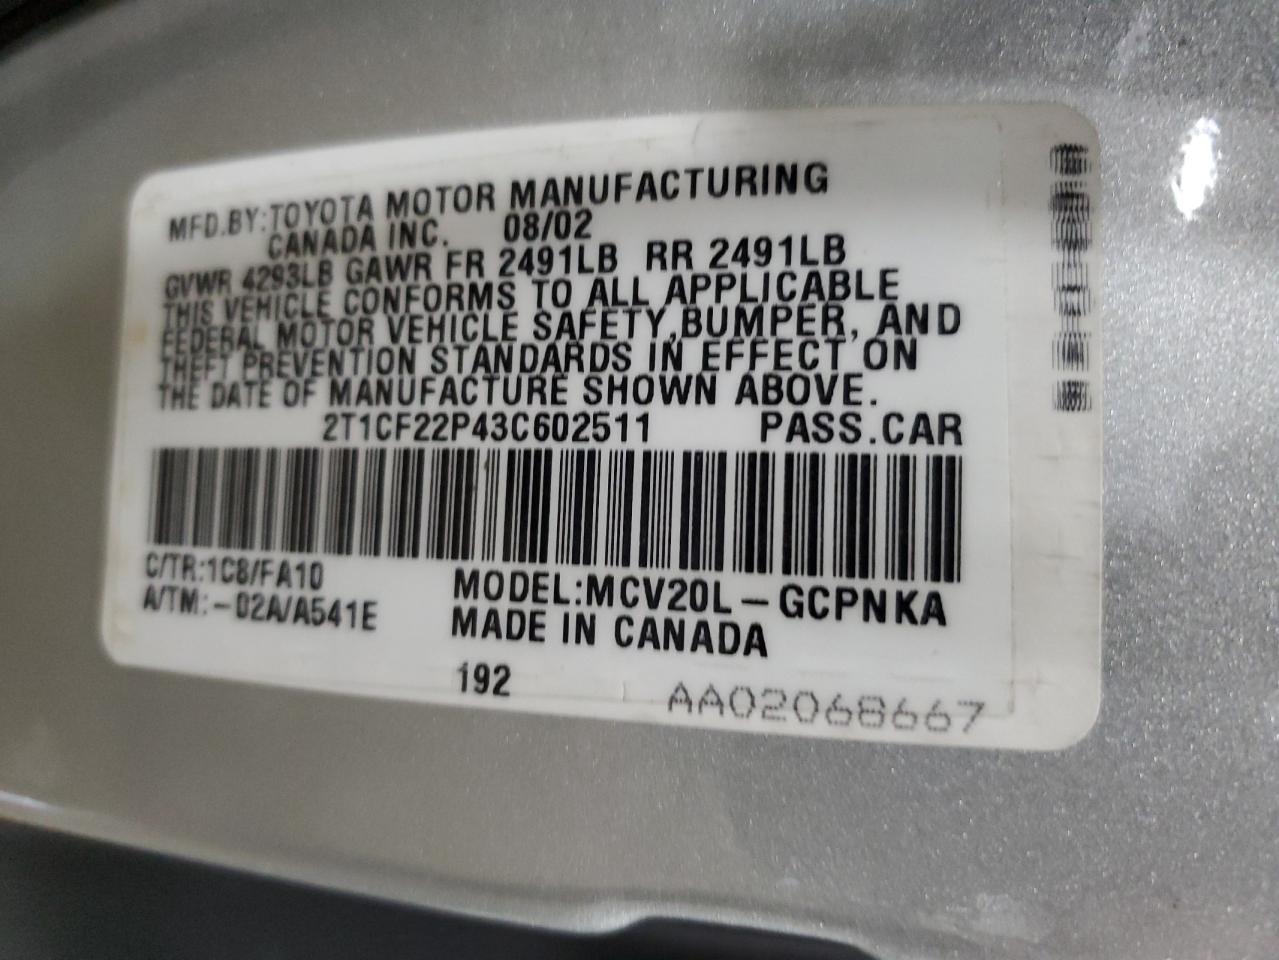 MFD.BY:TOYOTA MOTOR MANUFACTURING
CANADA INC. 08/02
GVWR 4293LB GAWR FR 2491LB RR 2491LB
THIS VEHICLE CONFORMS TO ALL APPLICABLE
FEDERAL MOTOR VEHICLE SAFETY,BUMPER, AND
THEFT PREVENTION STANDARDS IN EFFECT ON
THE DATE OF MANUFACTURE SHOWN ABOVE.
2T1CF22P43C602511 PASS.CAR
C/TR:1C8/FA10
A/TM:-02A/A541E
MODEL:MCV20L-GCPNKA
MADE IN CANADA
192
AA02068667